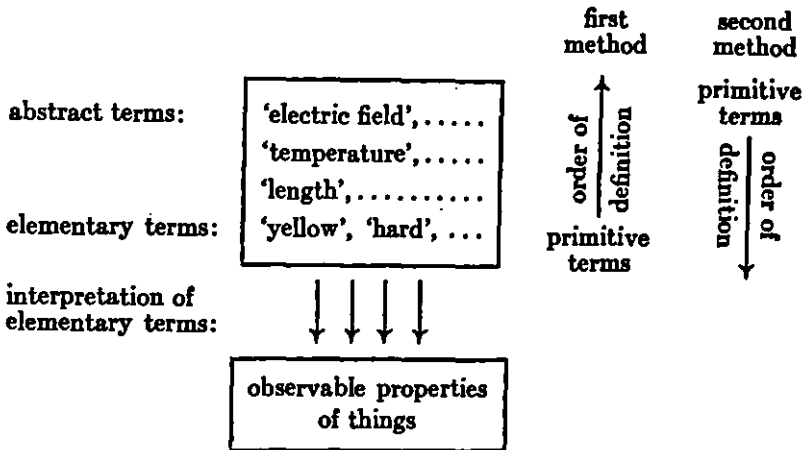 first
method
second
method
abstract terms:
‘electric field’, . . . . .
‘temperature’, . . . . .
‘length’, . . . . . . . . . .
elementary terms:
‘yellow’, ‘hard’, . . .
order of
definition
primitive
terms
primitive
terms
order of
definition
interpretation of
elementary terms:
observable properties
of things